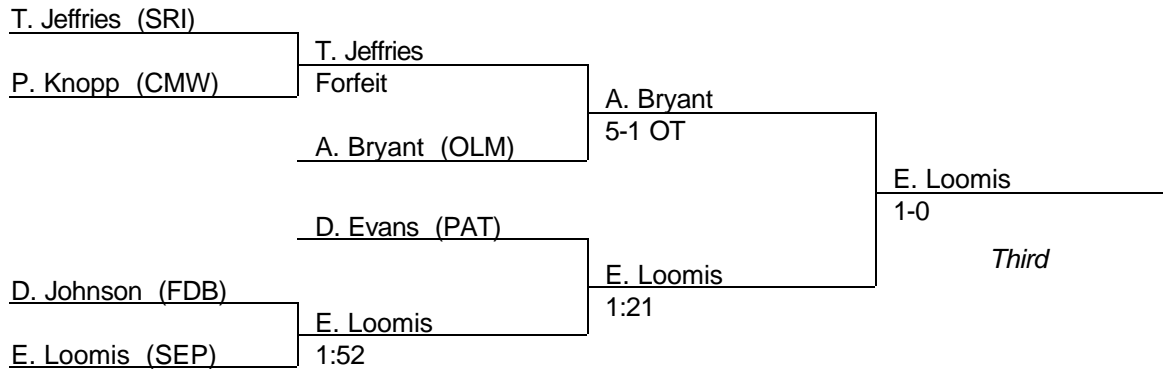 T. Jeffries (SRI)
P. Knopp (CMW)
T. Jeffries
Forfeit
A. Bryant (OLM)
A. Bryant
5-1 OT
D. Evans (PAT)
D. Johnson (FDB)
E. Loomis (SEP)
E. Loomis
1:52
E. Loomis
1:21
E. Loomis
1-0
Third